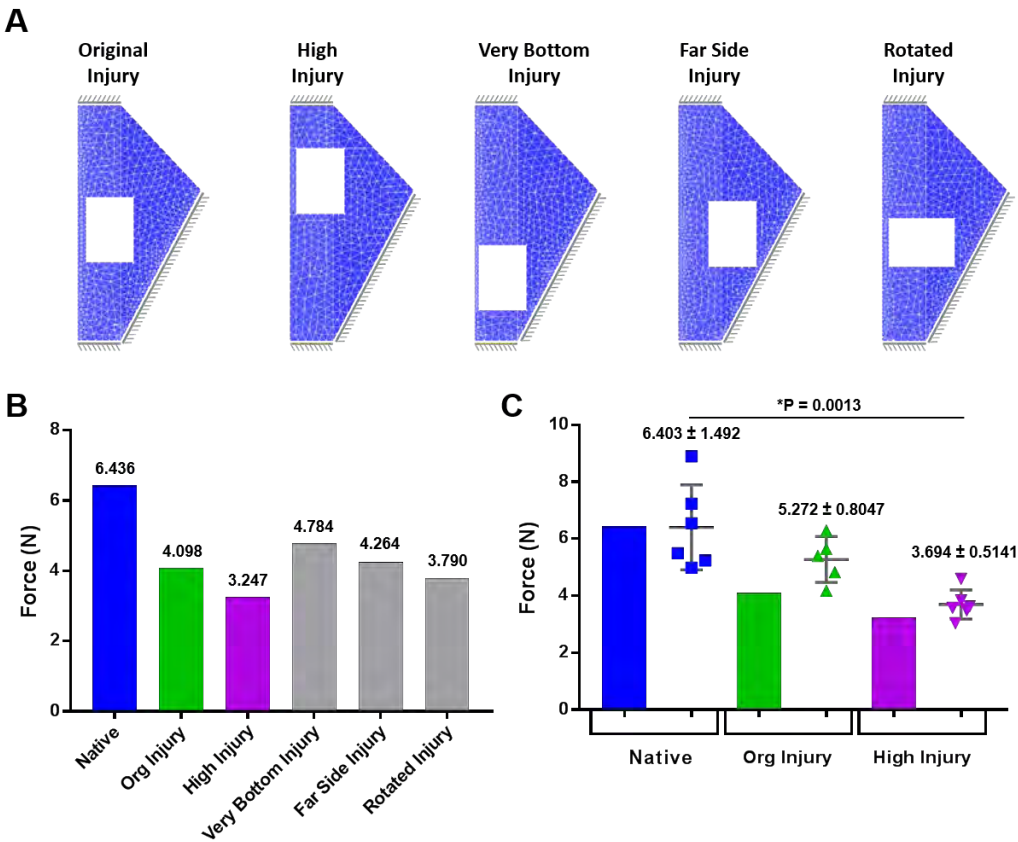 A
Original
Injury
High
Injury
Very Bottom
Injury
Far Side
Injury
Rotated
Injury
B
Force (N)
8
6
4
2
0
6.436
4.098
3.247
4.784
4.264
3.790
Native
Org Injury
High Injury
Very Bottom Injury
Far Side Injury
Rotated Injury
C
Force (N)
10
8
6
4
2
0
*P = 0.0013
6.403 ± 1.492
5.272 ± 0.8047
3.694 ± 0.5141
Native
Org Injury
High Injury